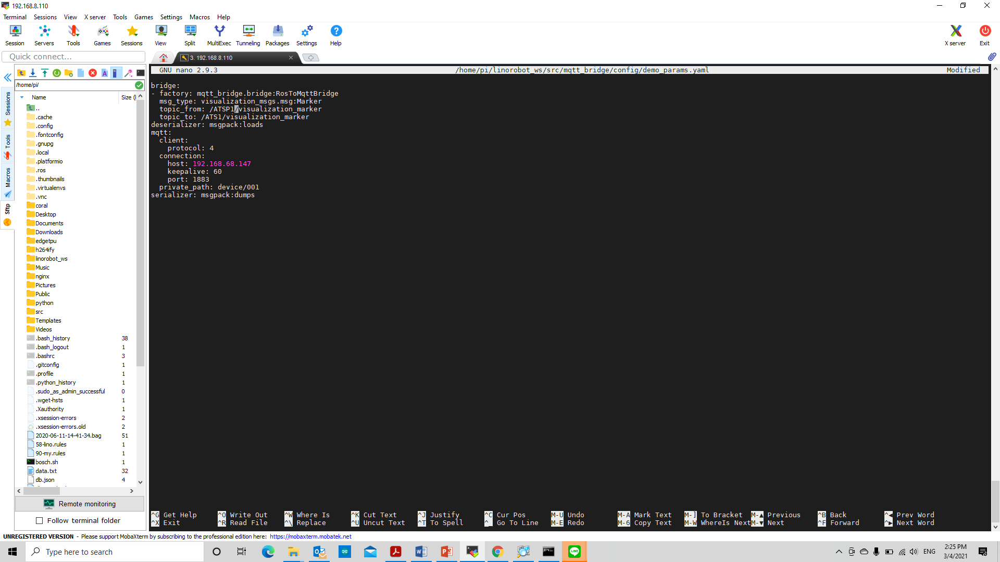 192.168.8.110
Terminal Sessions View X server Tools Games Settings Macros Help
Session Servers Tools Games Sessions View Split MultiExec Tunneling Packages Settings Help X server Exit
Quick connect...
3. 192.168.8.110
/home/pi/
Name Size (
..
.cache
.config
.fontconfig
.gnupg
.local
.platformio
.ros
.thumbnails
.virtualenvs
.vnc
coral
Desktop
Documents
Downloads
edgetpu
h264ify
linorobot_ws
Music
nginx
Pictures
Public
python
src
Templates
Videos
.bash_history 38
.bash_logout 1
.bashrc 3
.gitconfig 1
.profile 1
.python_history 1
.sudo_as_admin_successful 0
.wget-hsts 1
.Xauthority 1
.xsession-errors 2
.xsession-errors.old 2
2020-06-11-14-41-34.bag 51
58-lino.rules 1
90-my.rules 1
bosch.sh 1
data.txt 32
db.json 4
Remote monitoring
Follow terminal folder
Sessions
Tools
Macros
Sftp
GNU nano 2.9.3 /home/pi/linorobot_ws/src/mqtt_bridge/config/demo_params.yaml Modified
bridge:
- factory: mqtt_bridge.bridge:RosToMqttBridge
msg_type: visualization_msgs.msg:Marker
topic_from: /ATSP1/visualization_marker
topic_to: /ATS1/visualization_marker
deserializer: msgpack:loads
mqtt:
client:
protocol: 4
connection:
host: 192.168.68.147
keepalive: 60
port: 1883
private_path: device/001
serializer: msgpack:dumps
^G Get Help ^O Write Out ^W Where Is ^K Cut Text ^J Justify ^C Cur Pos M-U Undo M-A Mark Text M-] To Bracket M-▲ Previous ^B Back ^◀ Prev Word
^X Exit ^R Read File ^\ Replace ^U Uncut Text ^T To Spell ^_ Go To Line M-E Redo M-6 Copy Text M-W WhereIs Next M-▼ Next ^F Forward ^▶ Next Word
UNREGISTERED VERSION - Please support MobaXterm by subscribing to the professional edition here: https://mobaxterm.mobatek.net
Type here to search
ENG
2:25 PM
3/4/2021